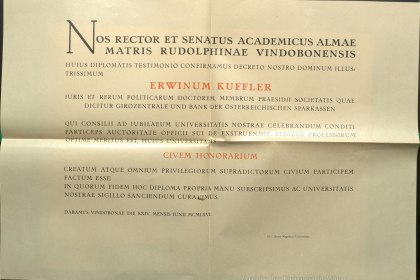 NOS RECTOR ET SENATUS ACADEMICUS ALMAE
MATRIS RUDOLPHINAE VINDOBONENSIS
HUIUS DIPLOMATIS TESTIMONIO CONFIRMAMUS DECRETO NOSTRO DOMINUM ILLUS-
TRISSIMUM
ERWINUM KUFFLER
IURIS ET RERUM POLITICARUM DOCTOREM, MEMBRUM PRAESIDII SOCIETATIS QUAE
DICITUR GIROZENTRALE UND BANK DER ÖSTERREICHISCHEN SPARKASSEN
QUI CONSILII AD IUBILAEUM UNIVERSITATIS NOSTRAE CELEBRANDUM CONDITI
PARTICEPS AUCTORITATE OFFICII SUI DE EXSTRUENDIS AEDIBUS PROFESSORUM
OPTIME MERITUS EST, HUIUS UNIVERSITATIS
CIVEM HONORARIUM
CREATUM ATQUE OMNIUM PRIVILEGIORUM SUPRADICTORUM CIVIUM PARTICIPEM
FACTUM ESSE.
IN QUORUM FIDEM HOC DIPLOMA PROPRIA MANU SUBSCRIPSIMUS AC UNIVERSITATIS
NOSTRAE SIGILLO SANCIENDUM CURAVIMUS.
DABAMUS VINDOBONAE DIE XXIV MENSIS IUNII MCMLXVI.